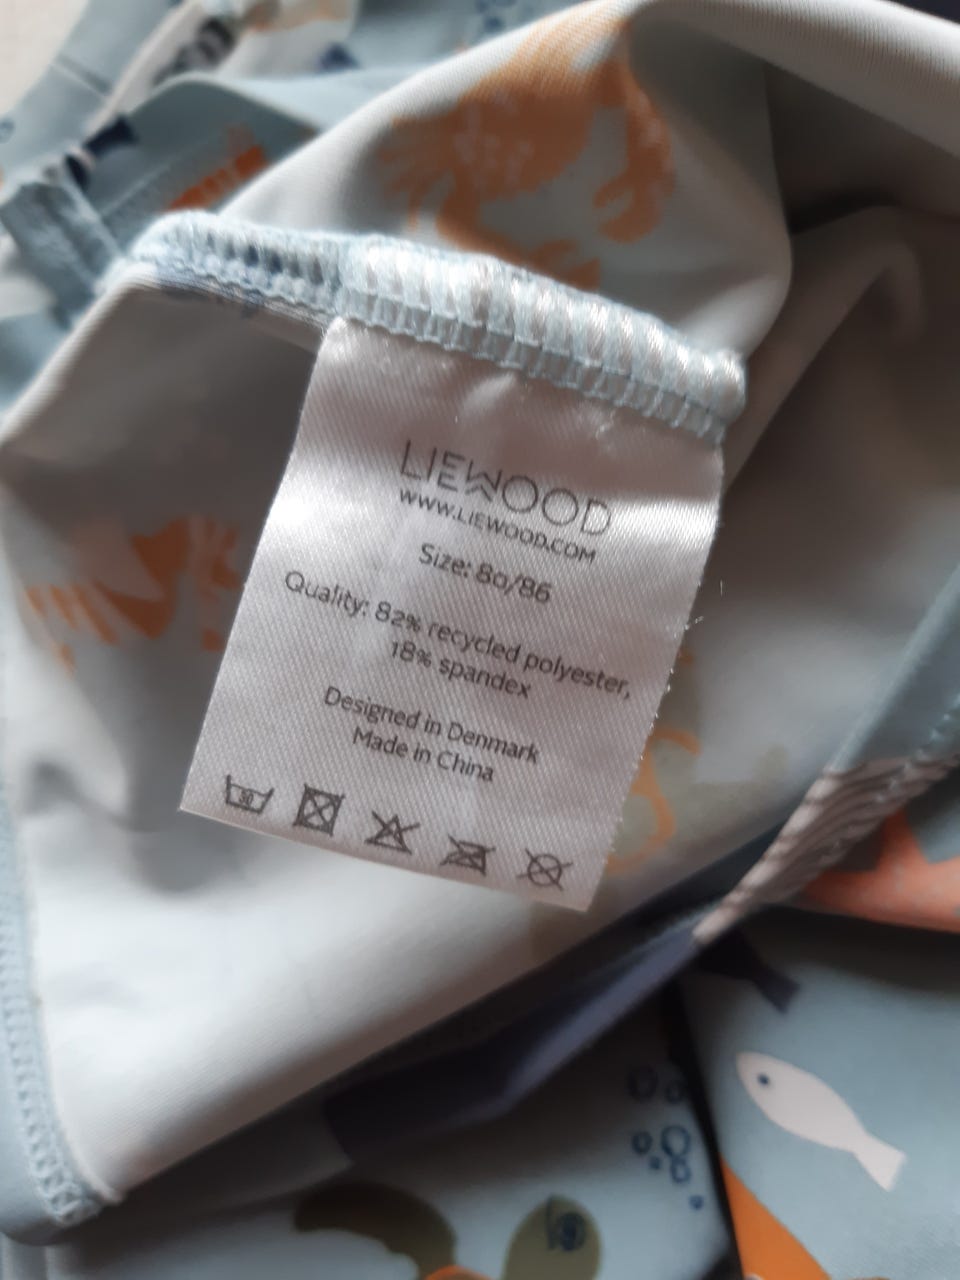 LIEWOOD
WWW.LIEWOOD.COM
Size: 80/86
Quality: 82% recycled polyester,
18% spandex
Designed in Denmark
Made in China
30